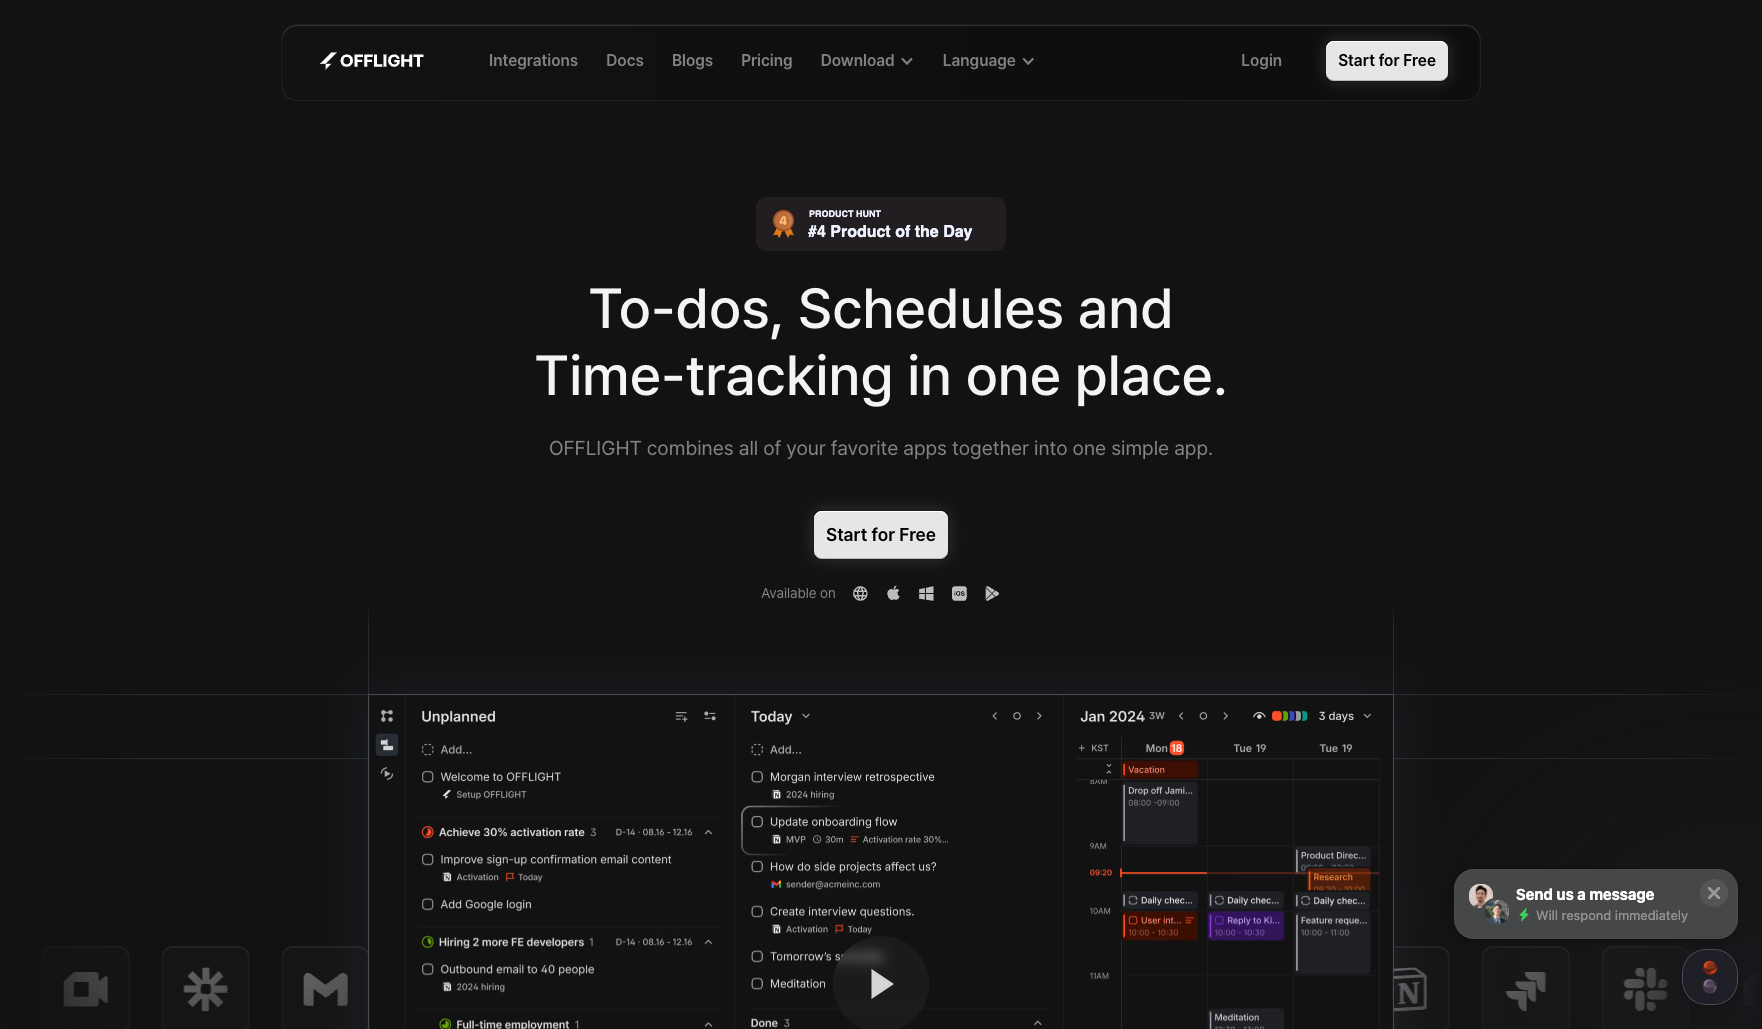 OFFLIGHT
Integrations
Docs
Blogs
Pricing
Download
Language
Login
Start for Free
4
PRODUCT HUNT
#4 Product of the Day
To-dos, Schedules and
Time-tracking in one place.
OFFLIGHT combines all of your favorite apps together into one simple app.
Start for Free
Available on
iOS
Unplanned
Add...
Welcome to OFFLIGHT
Setup OFFLIGHT
Achieve 30% activation rate 3 D-14 · 08.16 - 12.16
Improve sign-up confirmation email content
Activation Today
Add Google login
Hiring 2 more FE developers 1 D-14 · 08.16 - 12.16
Outbound email to 40 people
2024 hiring
Full-time employment 1
Today
Add...
Morgan interview retrospective
2024 hiring
Update onboarding flow
MVP 30m Activation rate 30%...
How do side projects affect us?
sender@acmeinc.com
Create interview questions.
Activation Today
Tomorrow's
Meditation
Done 3
Jan 2024 3W 3 days
+ KST Mon 18 Tue 19 Tue 19
Vacation
8AM
Drop off Jami...
08:00 -09:00
9AM
Product Direc...
09:20
Research
09:20 - 10:00
Daily chec... Daily chec... Daily chec...
10AM
User int... Reply to Ki... Feature reque...
10:00 - 10:30 10:00 - 10:30 10:00 - 11:00
11AM
Meditation
Send us a message
Will respond immediately